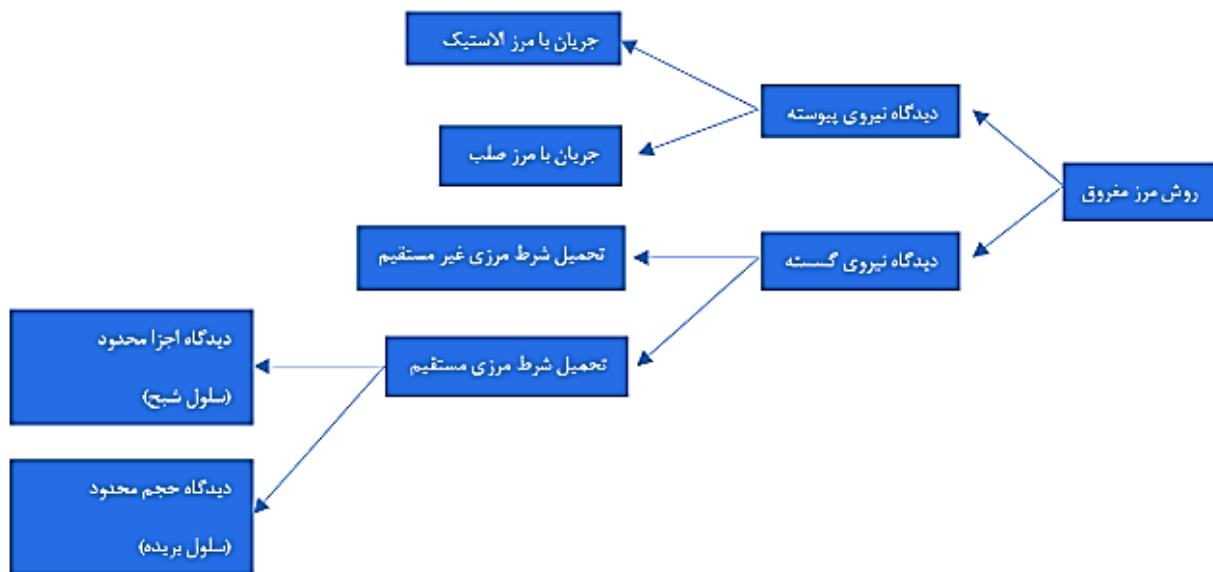 روش مرز مغروق
دیدگاه نیروی پیوسته
جریان با مرز الاستیک
جریان با مرز صلب
دیدگاه نیروی گسسته
تحمیل شرط مرزی غیر مستقیم
تحمیل شرط مرزی مستقیم
دیدگاه اجزا محدود
(سلول شبح)
دیدگاه حجم محدود
(سلول بریده)